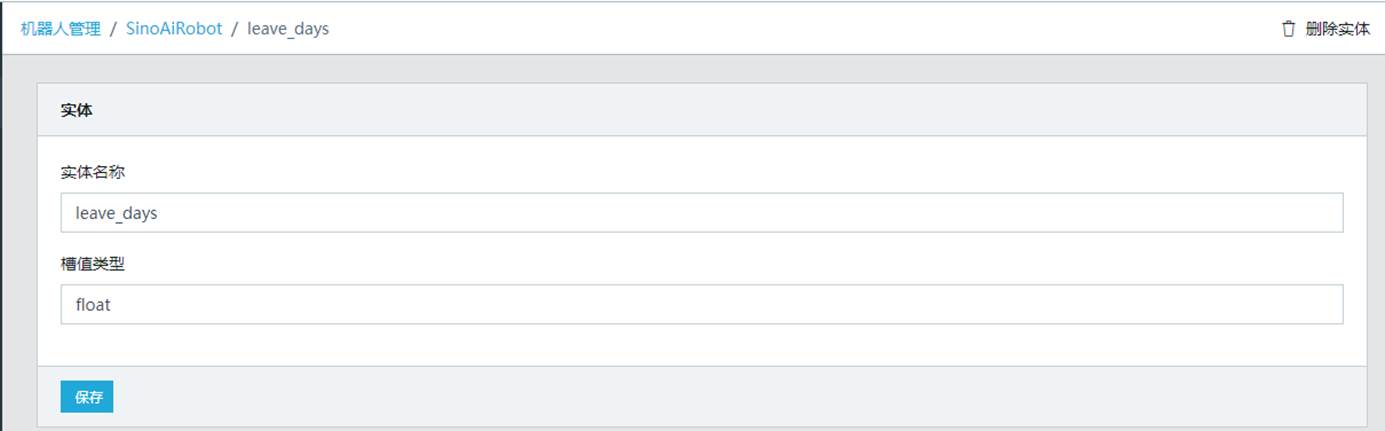 机器人管理 / SinoAiRobot / leave_days 删除实体
实体
实体名称
leave_days
槽值类型
float
保存